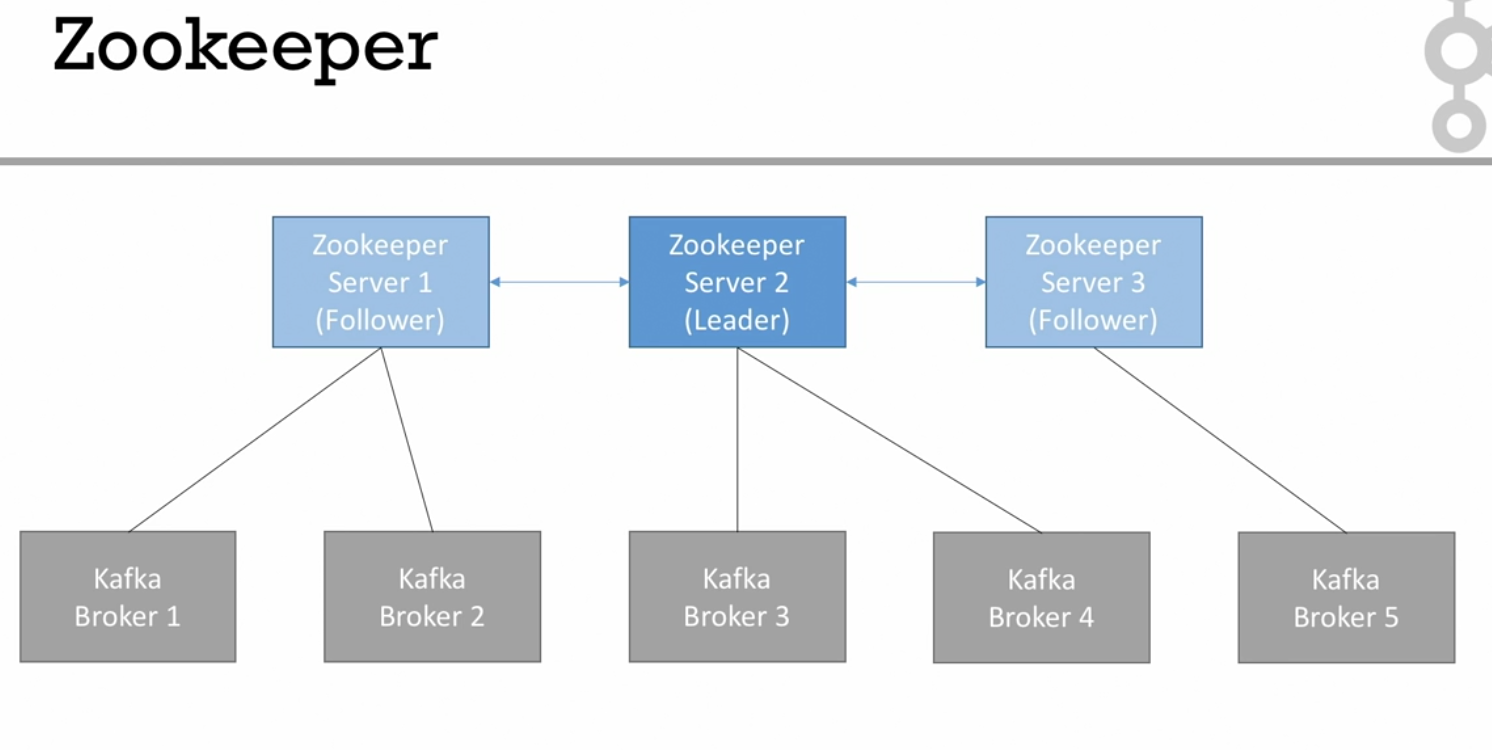 Zookeeper
Zookeeper
Server 1
(Follower)
Zookeeper
Server 2
(Leader)
Zookeeper
Server 3
(Follower)
Kafka
Broker 1
Kafka
Broker 2
Kafka
Broker 3
Kafka
Broker 4
Kafka
Broker 5